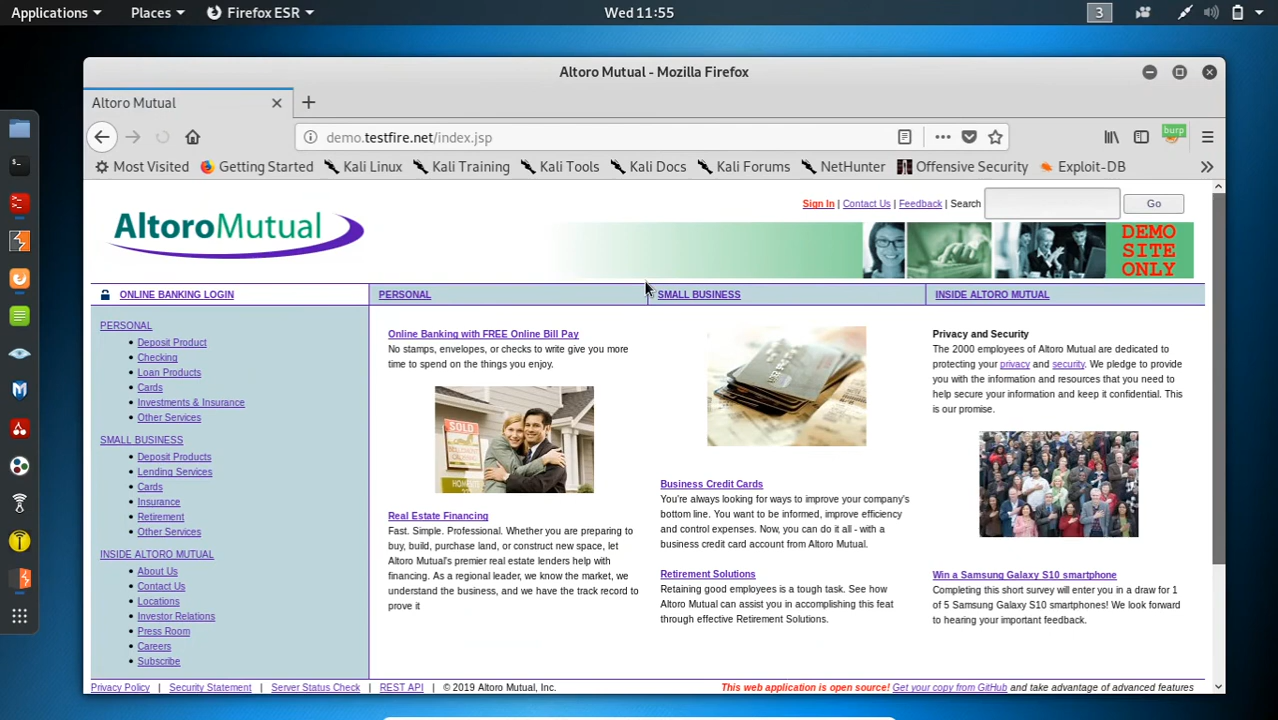 Applications Places Firefox ESR Wed 11:55 3
Altoro Mutual - Mozilla Firefox
Altoro Mutual
demo.testfire.net/index.jsp burp
Most Visited Getting Started Kali Linux Kali Training Kali Tools Kali Docs Kali Forums NetHunter Offensive Security Exploit-DB
AltoroMutual
Sign In | Contact Us | Feedback | Search Go
DEMO
SITE
ONLY
ONLINE BANKING LOGIN PERSONAL SMALL BUSINESS INSIDE ALTORO MUTUAL
PERSONAL
Deposit Product
Checking
Loan Products
Cards
Investments & Insurance
Other Services
SMALL BUSINESS
Deposit Products
Lending Services
Cards
Insurance
Retirement
Other Services
INSIDE ALTORO MUTUAL
About Us
Contact Us
Locations
Investor Relations
Press Room
Careers
Subscribe
Online Banking with FREE Online Bill Pay
No stamps, envelopes, or checks to write give you more
time to spend on the things you enjoy.
SOLD
Real Estate Financing
Fast. Simple. Professional. Whether you are preparing to
buy, build, purchase land, or construct new space, let
Altoro Mutual's premier real estate lenders help with
financing. As a regional leader, we know the market, we
understand the business, and we have the track record to
prove it
Business Credit Cards
You're always looking for ways to improve your company's
bottom line. You want to be informed, improve efficiency
and control expenses. Now, you can do it all - with a
business credit card account from Altoro Mutual.
Retirement Solutions
Retaining good employees is a tough task. See how
Altoro Mutual can assist you in accomplishing this feat
through effective Retirement Solutions.
Privacy and Security
The 2000 employees of Altoro Mutual are dedicated to
protecting your privacy and security. We pledge to provide
you with the information and resources that you need to
help secure your information and keep it confidential. This
is our promise.
Win a Samsung Galaxy S10 smartphone
Completing this short survey will enter you in a draw for 1
of 5 Samsung Galaxy S10 smartphones! We look forward
to hearing your important feedback.
Privacy Policy | Security Statement | Server Status Check | REST API | © 2019 Altoro Mutual, Inc. This web application is open source! Get your copy from GitHub and take advantage of advanced features